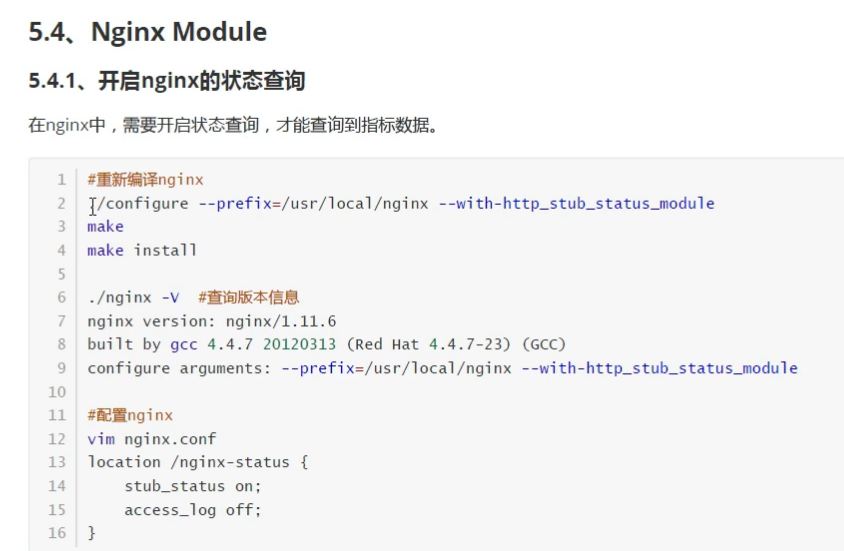 5.4、Nginx Module
5.4.1、开启nginx的状态查询
在nginx中，需要开启状态查询，才能查询到指标数据。
1 #重新编译nginx
2 ./configure --prefix=/usr/local/nginx --with-http_stub_status_module
3 make
4 make install
5
6 ./nginx -V #查询版本信息
7 nginx version: nginx/1.11.6
8 built by gcc 4.4.7 20120313 (Red Hat 4.4.7-23) (GCC)
9 configure arguments: --prefix=/usr/local/nginx --with-http_stub_status_module
10
11 #配置nginx
12 vim nginx.conf
13 location /nginx-status {
14 stub_status on;
15 access_log off;
16 }